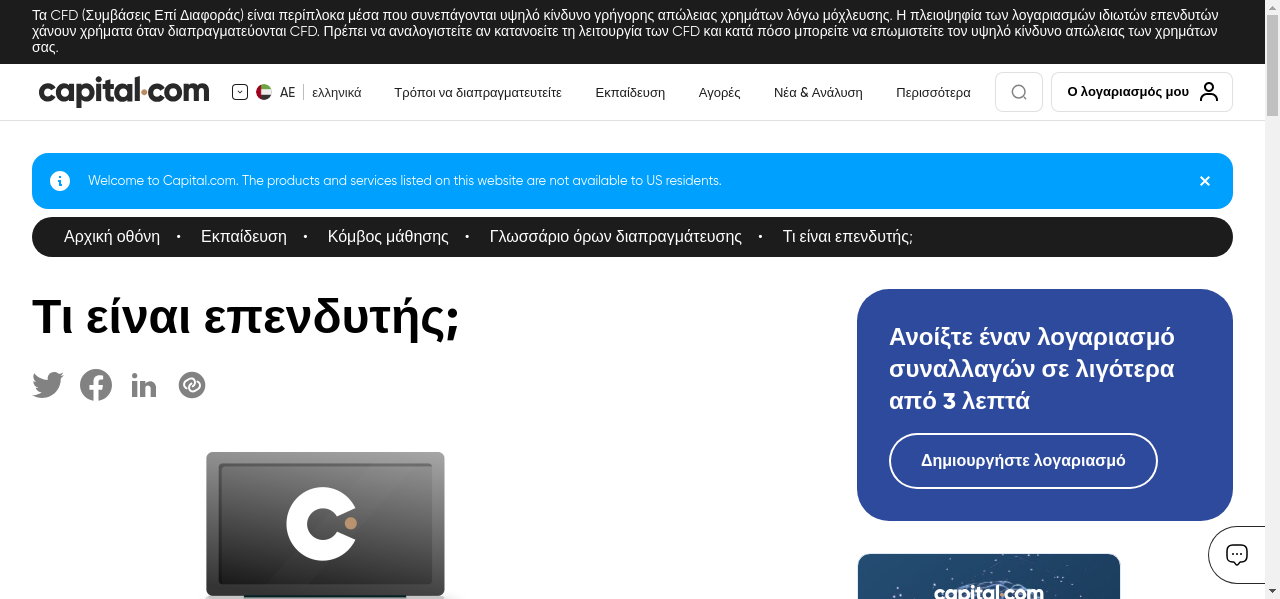 Τα CFD (Συμβάσεις Επί Διαφοράς) είναι περίπλοκα μέσα που συνεπάγονται υψηλό κίνδυνο γρήγορης απώλειας χρημάτων λόγω μόχλευσης. Η πλειοψηφία των λογαριασμών ιδιωτών επενδυτών
χάνουν χρήματα όταν διαπραγματεύονται CFD. Πρέπει να αναλογιστείτε αν κατανοείτε τη λειτουργία των CFD και κατά πόσο μπορείτε να επωμιστείτε τον υψηλό κίνδυνο απώλειας των χρημάτων
σας.
capital.com AE ελληνικά Τρόποι να διαπραγματευτείτε Εκπαίδευση Αγορές Νέα & Ανάλυση Περισσότερα Ο λογαριασμός μου
Welcome to Capital.com. The products and services listed on this website are not available to US residents.
Αρχική οθόνη • Εκπαίδευση • Κόμβος μάθησης • Γλωσσάριο όρων διαπραγμάτευσης • Τι είναι επενδυτής;
Τι είναι επενδυτής;
Ανοίξτε έναν λογαριασμό
συναλλαγών σε λιγότερα
από 3 λεπτά
Δημιουργήστε λογαριασμό
capital.com